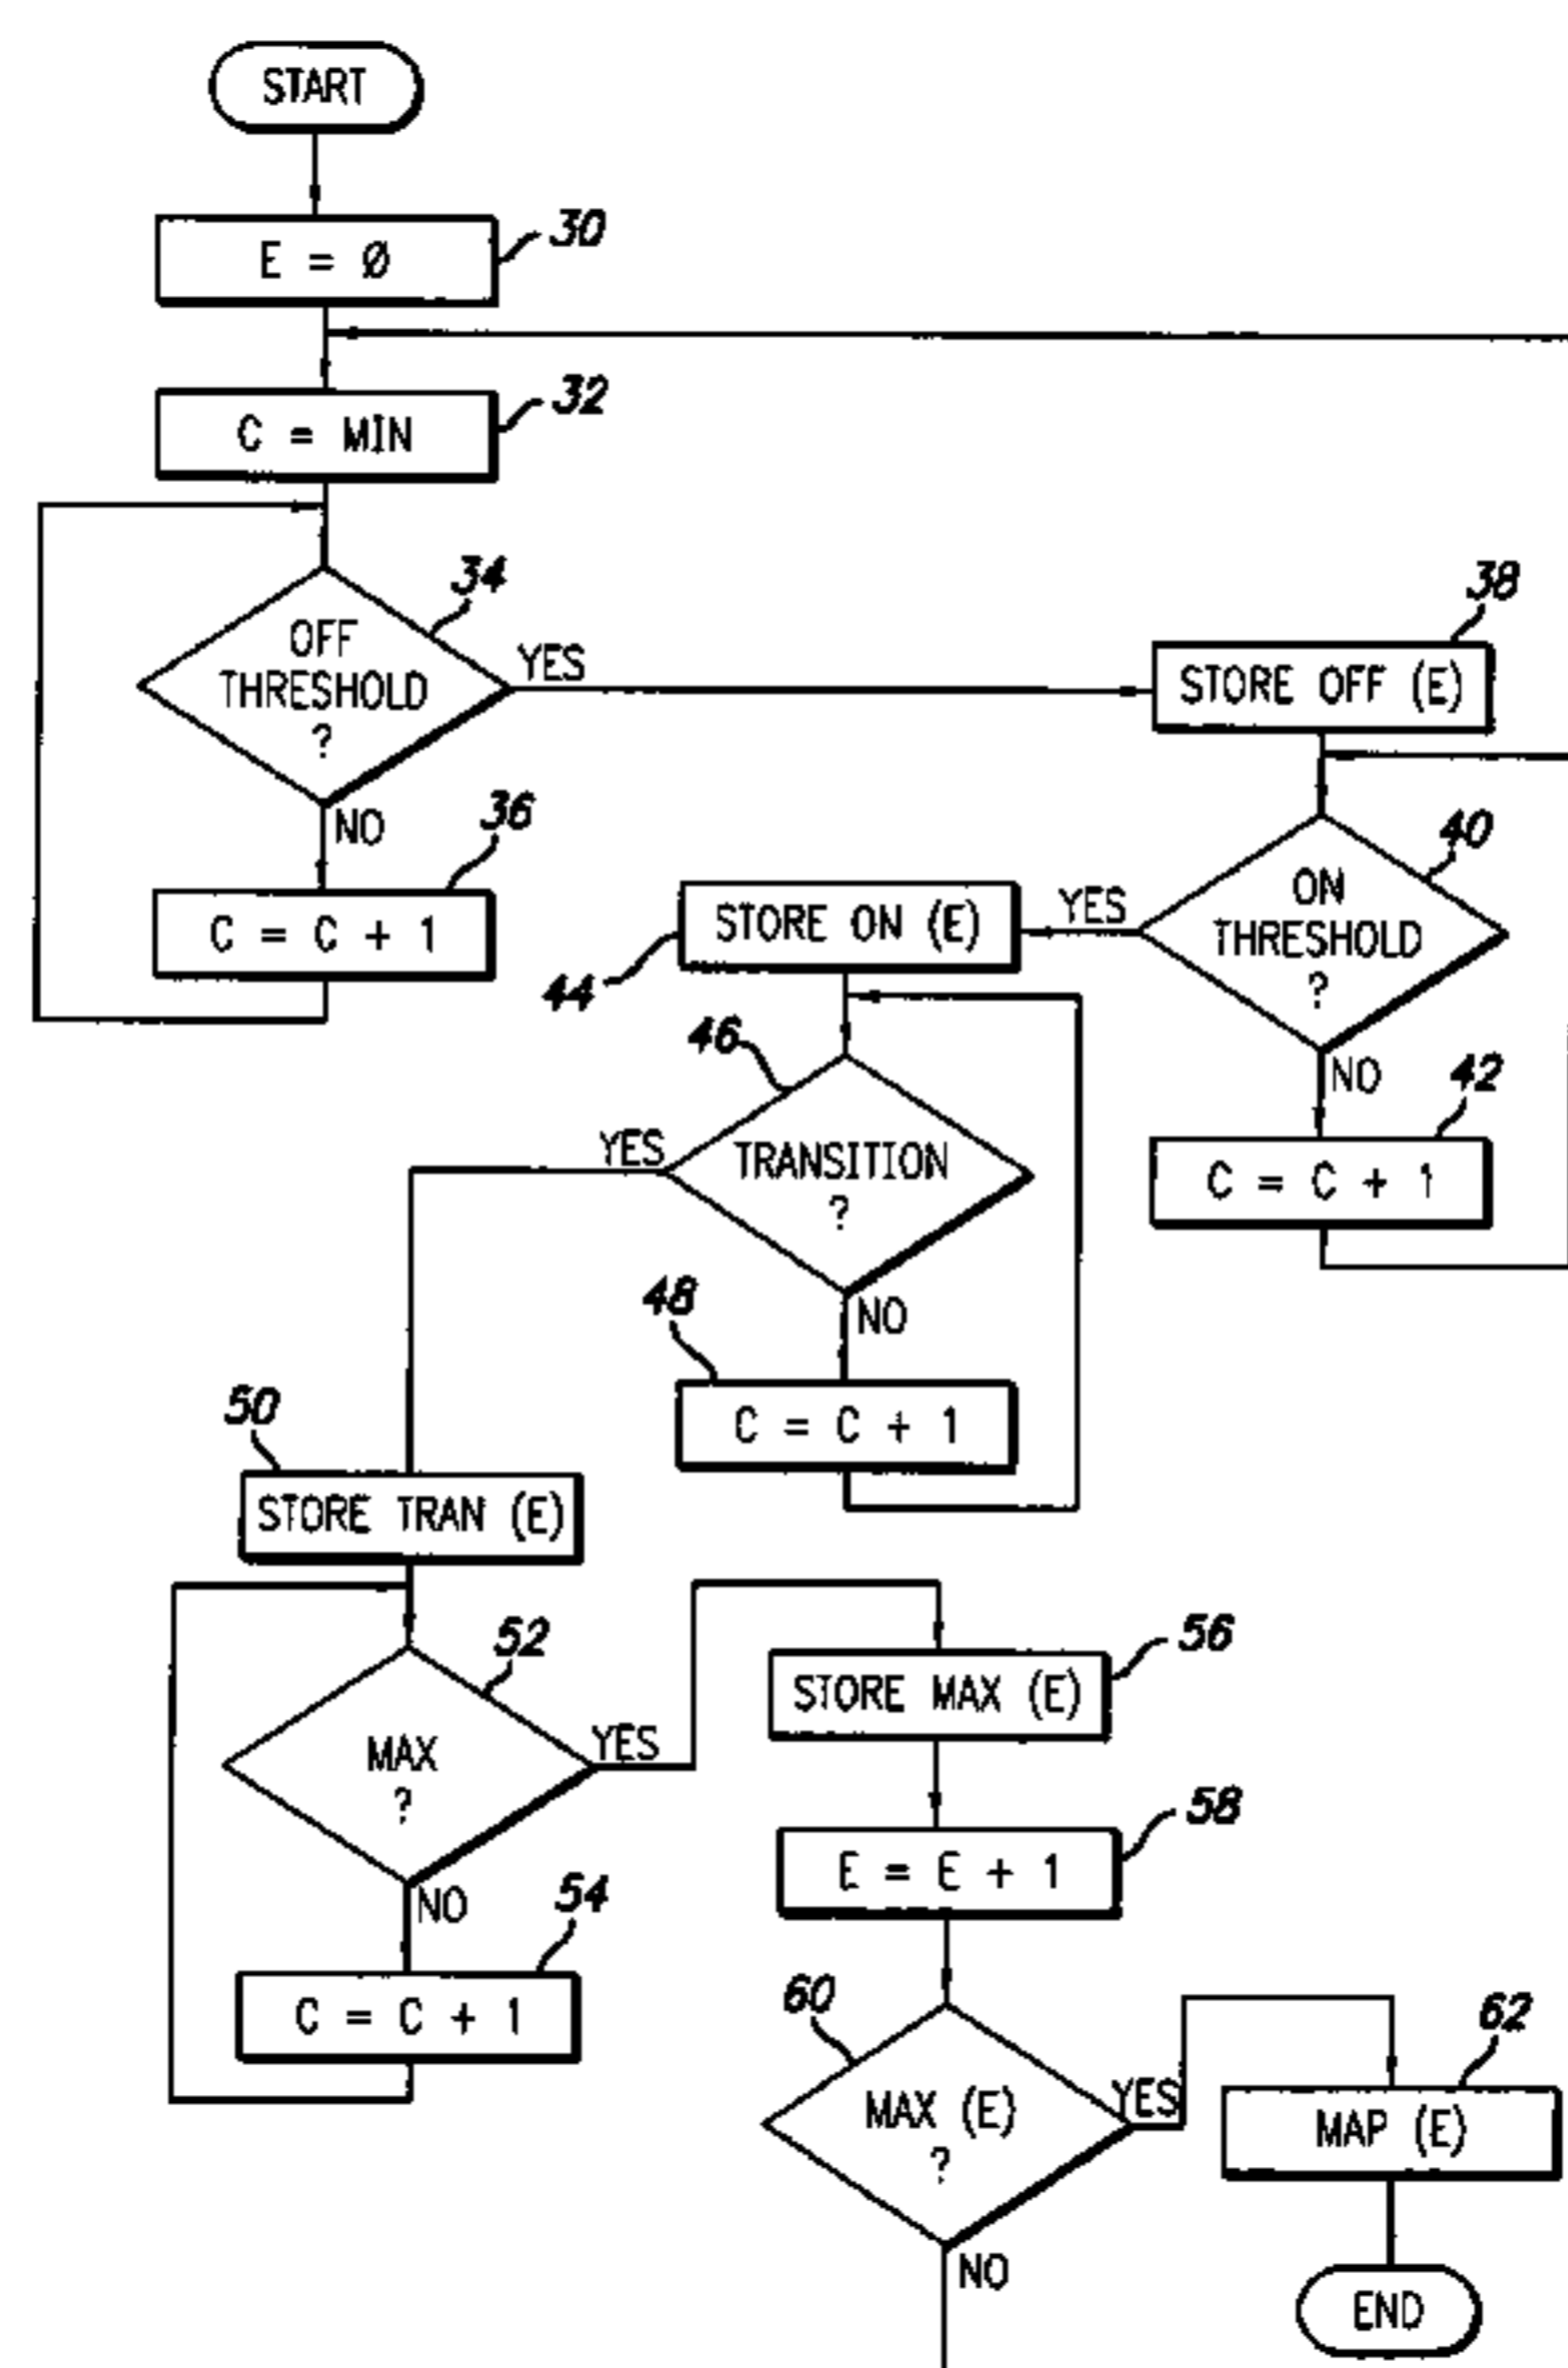 START
E = Ø
30
C = MIN
32
34
OFF
THRESHOLD
?
YES
NO
36
C = C + 1
38
STORE OFF (E)
40
ON
THRESHOLD
?
YES
NO
42
C = C + 1
STORE ON (E)
44
46
TRANSITION
?
YES
NO
48
C = C + 1
50
STORE TRAN (E)
52
MAX
?
YES
NO
54
C = C + 1
56
STORE MAX (E)
58
E = E + 1
60
MAX (E)
?
YES
NO
62
MAP (E)
END